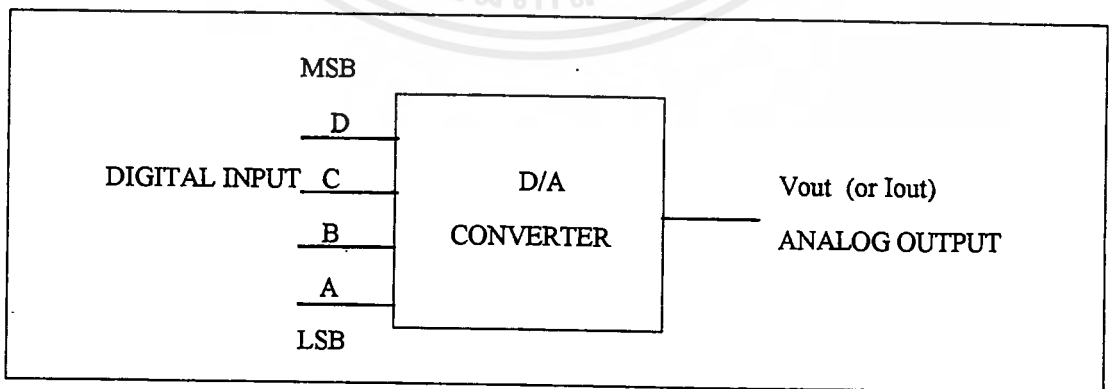 MSB
D
DIGITAL INPUT C
D/A
Vout (or Iout)
B
CONVERTER
ANALOG OUTPUT
A
LSB